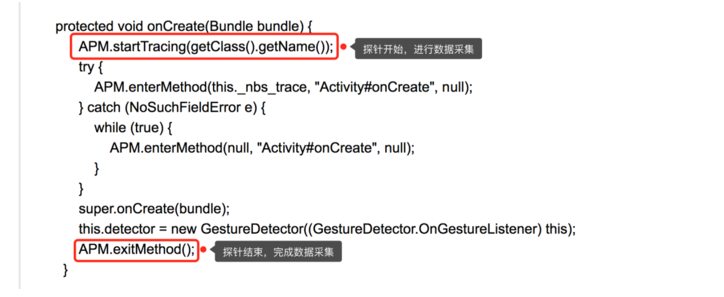 protected void onCreate(Bundle bundle) {
APM.startTracing(getClass().getName()); 探针开始，进行数据采集
try {
APM.enterMethod(this._nbs_trace, "Activity#onCreate", null);
} catch (NoSuchFieldError e) {
while (true) {
APM.enterMethod(null, "Activity#onCreate", null);
}
}
super.onCreate(bundle);
this.detector = new GestureDetector((GestureDetector.OnGestureListener) this);
APM.exitMethod(); 探针结束，完成数据采集
}